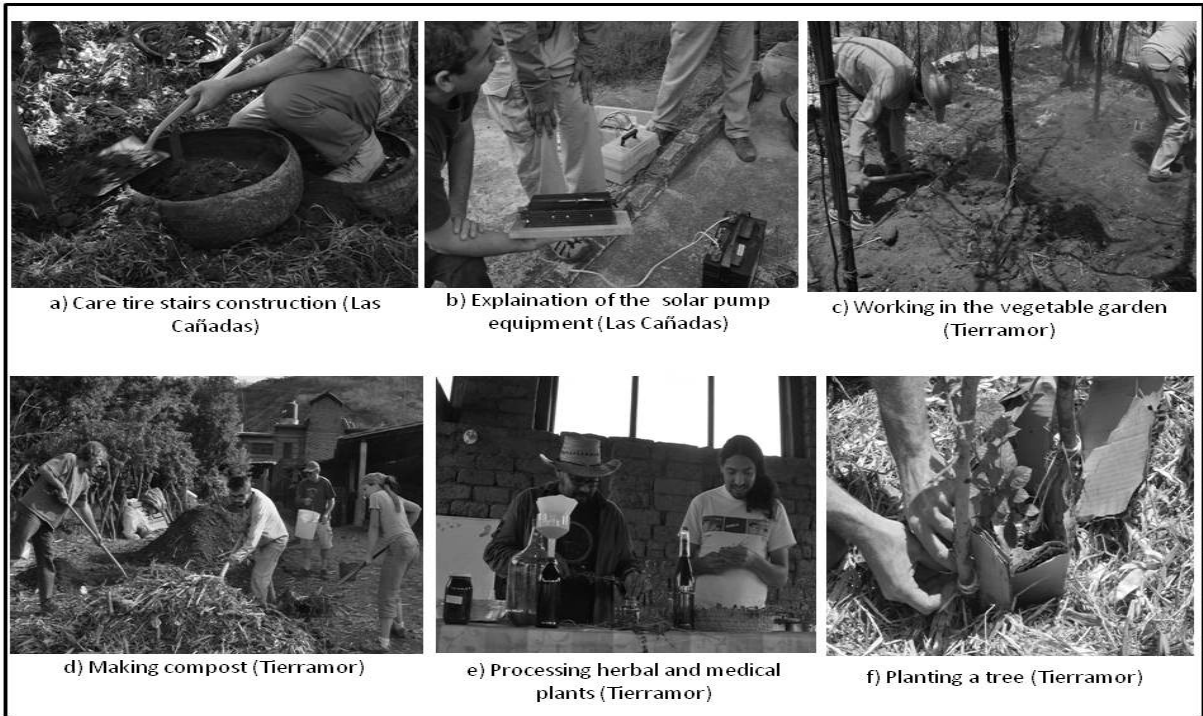 a) Care tire stairs construction (Las
Cañadas)
b) Explaination of the solar pump
equipment (Las Cañadas)
c) Working in the vegetable garden
(Tierramor)
d) Making compost (Tierramor)
e) Processing herbal and medical
plants (Tierramor)
f) Planting a tree (Tierramor)